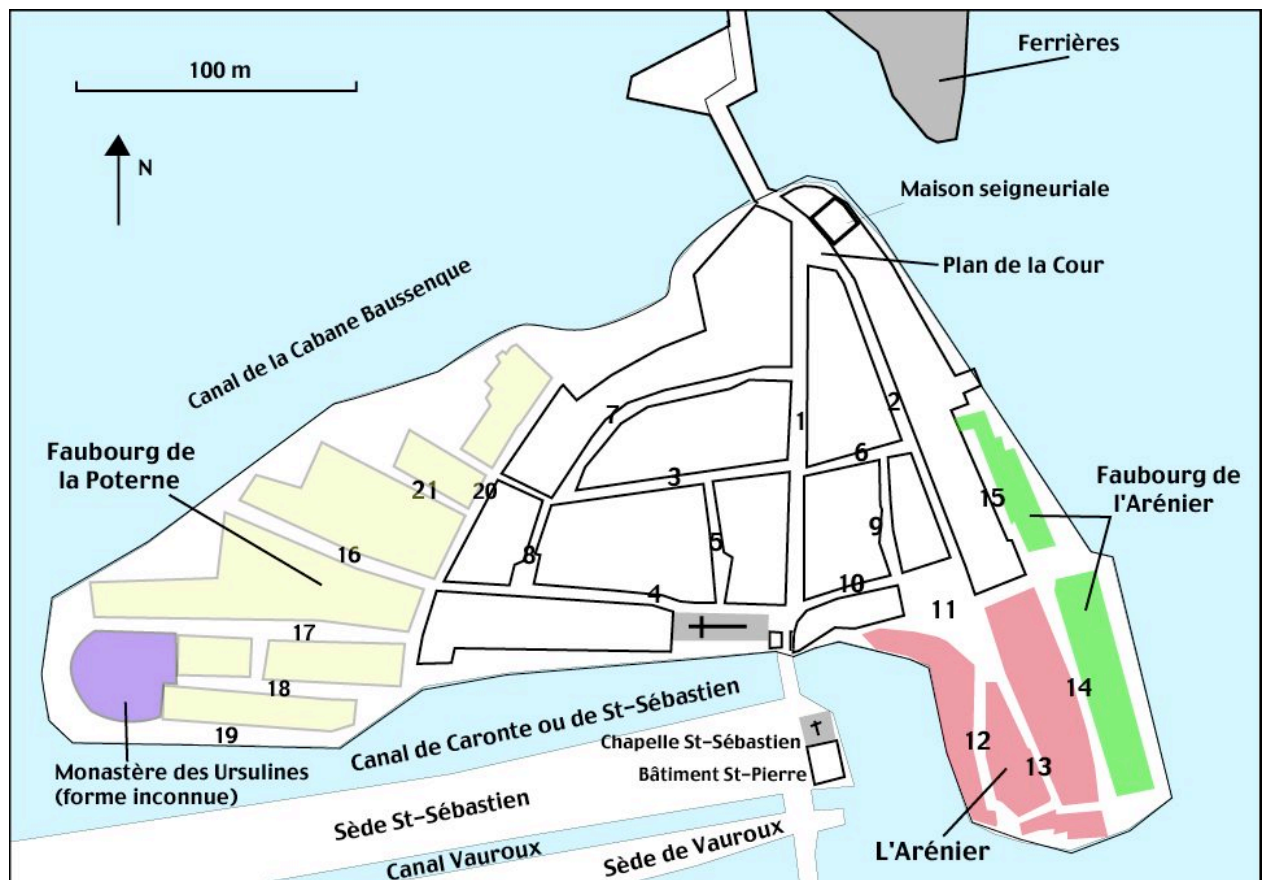 Ferrières
100 m
N
Maison seigneuriale
Plan de la Cour
Canal de la Cabane Baussenque
7
1
2
Faubourg de
la Poterne
6
3
21
20
15
Faubourg de
l'Arénier
16
8
5
9
4
10
11
17
18
19
Monastère des Ursulines
(forme inconnue)
Canal de Caronte ou de St-Sébastien
Chapelle St-Sébastien
Bâtiment St-Pierre
12
13
14
Sède St-Sébastien
Canal Vauroux
Sède de Vauroux
L'Arénier